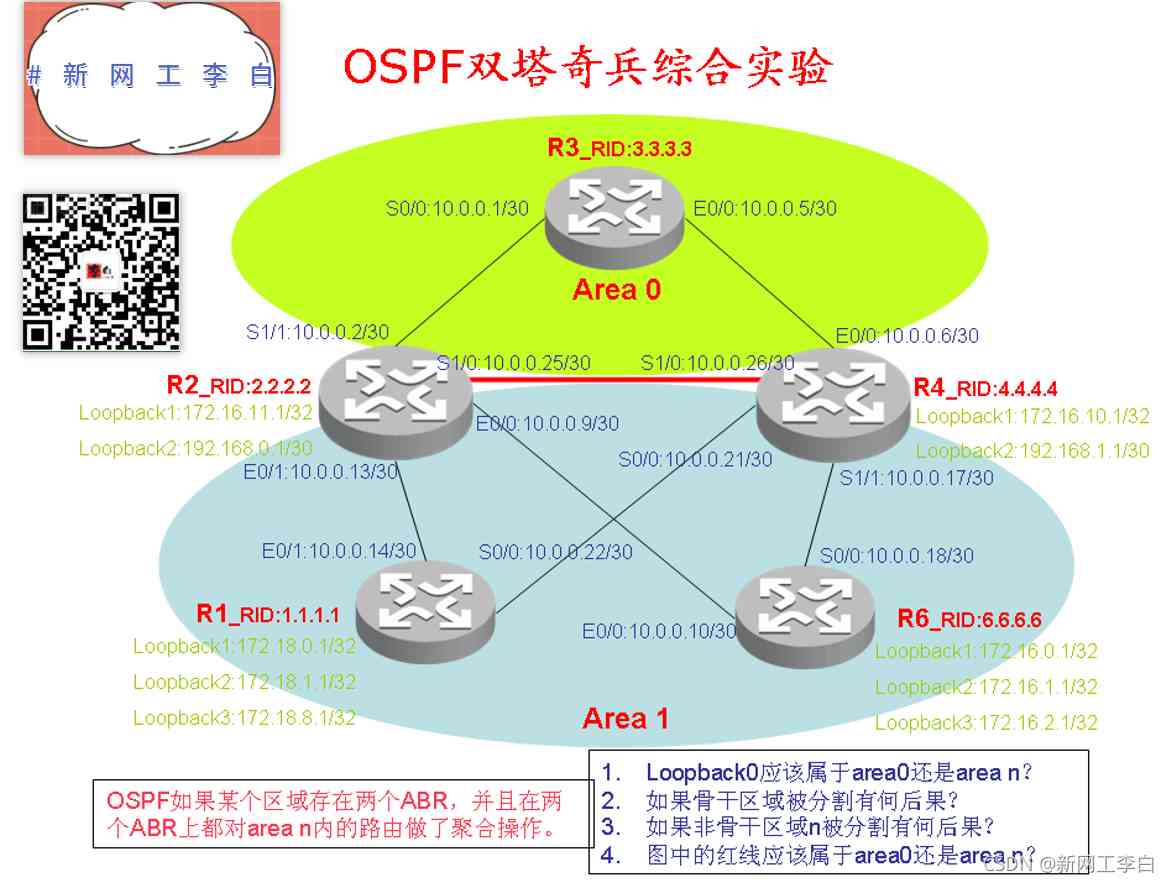 # 新 网 工 李 白
OSPF双塔奇兵综合实验
R3_RID:3.3.3.3
S0/0:10.0.0.1/30
E0/0:10.0.0.5/30
Area 0
S1/1:10.0.0.2/30
E0/0:10.0.0.6/30
S1/0:10.0.0.25/30
S1/0:10.0.0.26/30
R2_RID:2.2.2.2
Loopback1:172.16.11.1/32
Loopback2:192.168.0.1/30
R4_RID:4.4.4.4
Loopback1:172.16.10.1/32
Loopback2:192.168.1.1/30
E0/0:10.0.0.9/30
S0/0:10.0.0.21/30
E0/1:10.0.0.13/30
S1/1:10.0.0.17/30
E0/1:10.0.0.14/30
S0/0:10.0.0.22/30
S0/0:10.0.0.18/30
R1_RID:1.1.1.1
Loopback1:172.18.0.1/32
Loopback2:172.18.1.1/32
Loopback3:172.18.8.1/32
E0/0:10.0.0.10/30
R6_RID:6.6.6.6
Loopback1:172.16.0.1/32
Loopback2:172.16.1.1/32
Loopback3:172.16.2.1/32
Area 1
OSPF如果某个区域存在两个ABR，并且在两
个ABR上都对area n内的路由做了聚合操作。
1. Loopback0应该属于area0还是area n？
2. 如果骨干区域被分割有何后果？
3. 如果非骨干区域n被分割有何后果？
4. 图中的红线应该属于area0还是area n？
CSDN @新网工李白